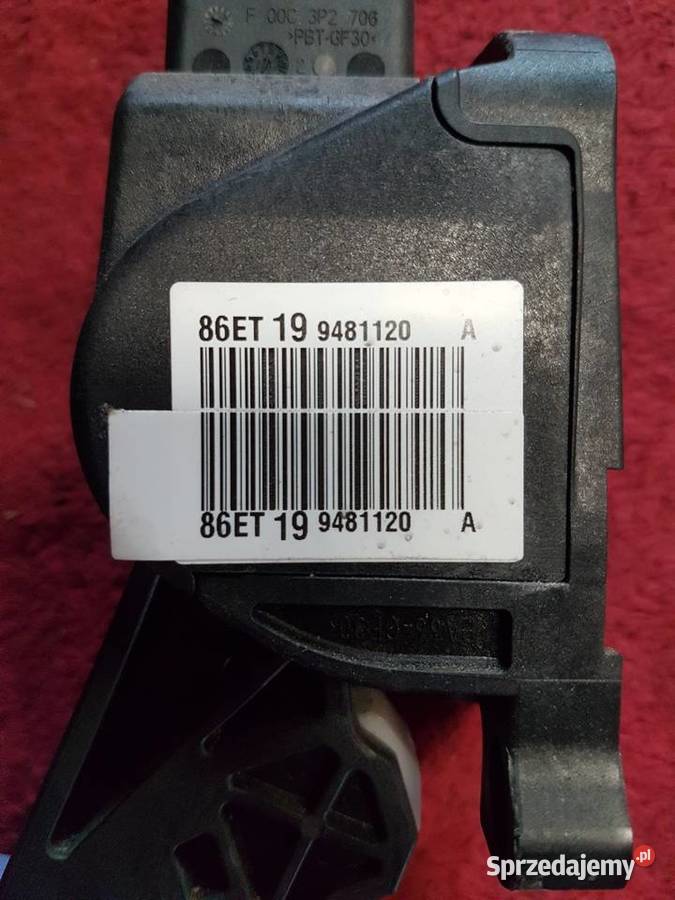 F 00C 3P2 706
>PBT-GF30<
86ET 19 9481120 A
86ET 19 9481120 A
Sprzedajemy.pl